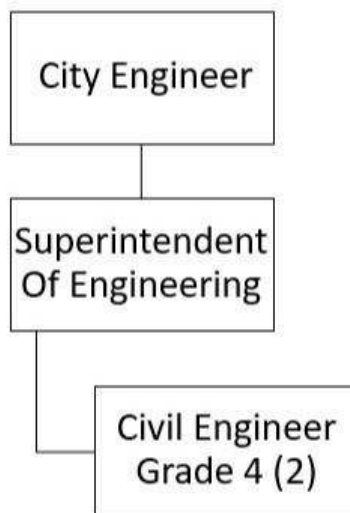 City Engineer
Superintendent
Of Engineering
Civil Engineer
Grade 4 (2)